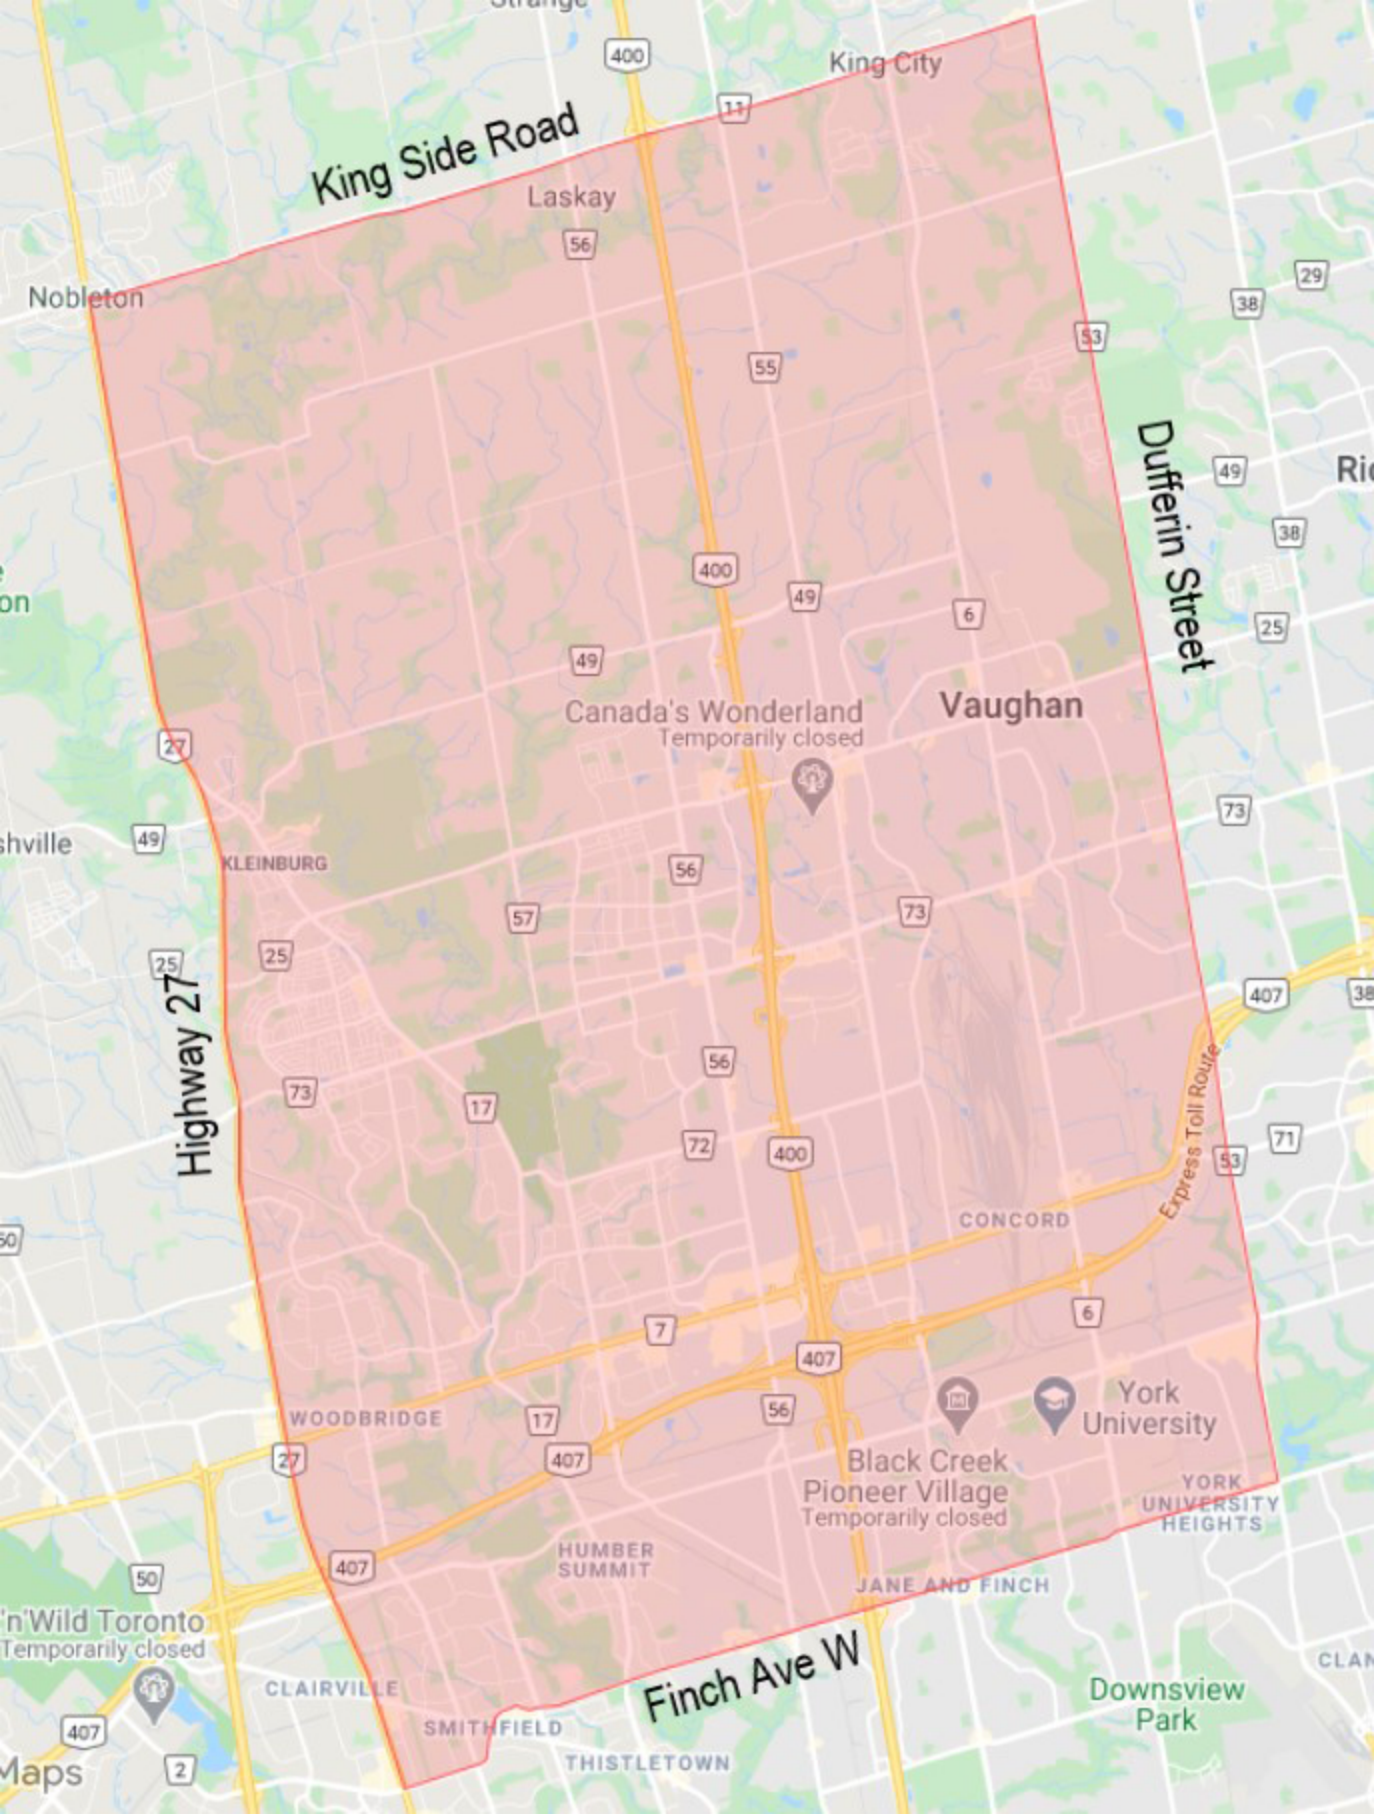 Strange
400
King City
11
King Side Road
Laskay
56
29
Nobleton
38
53
55
49
Dufferin Street
38
400
49
6
on
25
49
Canada's Wonderland
Temporarily closed
Vaughan
27
73
49
shville
KLEINBURG
56
57
73
25
25
407
38
Highway 27
56
73
17
Express Toll Route
71
72
400
53
CONCORD
50
7
6
407
WOODBRIDGE
17
56
York
University
27
407
Black Creek
Pioneer Village
Temporarily closed
YORK
UNIVERSITY
HEIGHTS
407
HUMBER
SUMMIT
50
JANE AND FINCH
'n'Wild Toronto
Temporarily closed
Finch Ave W
CLAIRVILLE
CLAN
Downsview
Park
SMITHFIELD
407
THISTLETOWN
Maps
2